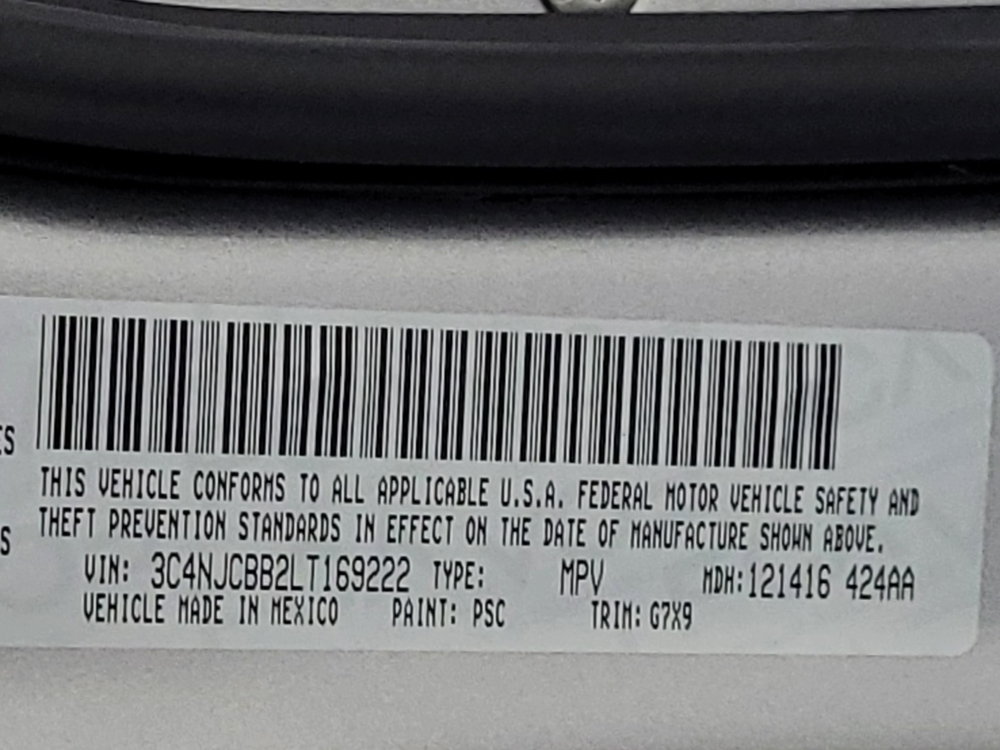 ES
THIS VEHICLE CONFORMS TO ALL APPLICABLE U.S.A. FEDERAL MOTOR VEHICLE SAFETY AND
S THEFT PREVENTION STANDARDS IN EFFECT ON THE DATE OF MANUFACTURE SHOWN ABOVE.
VIN: 3C4NJCBB2LT169222 TYPE: MPV MDH:121416 424AA
VEHICLE MADE IN MEXICO PAINT: PSC TRIM: G7X9